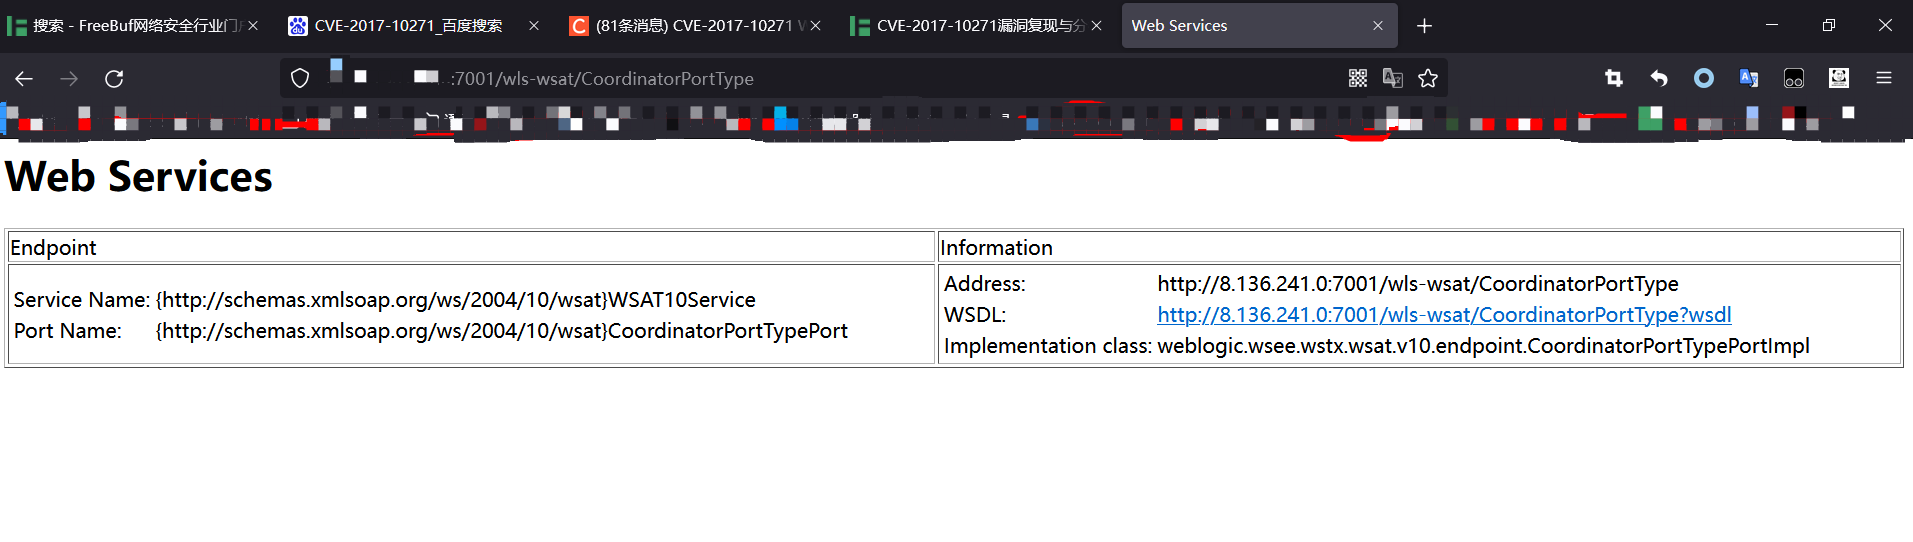 搜索 - FreeBuf网络安全行业门户
CVE-2017-10271_百度搜索
(81条消息) CVE-2017-10271 W
CVE-2017-10271漏洞复现与分
Web Services
:7001/wls-wsat/CoordinatorPortType
Web Services
Endpoint
Information
Service Name: {http://schemas.xmlsoap.org/ws/2004/10/wsat}WSAT10Service
Port Name: {http://schemas.xmlsoap.org/ws/2004/10/wsat}CoordinatorPortTypePort
Address: http://8.136.241.0:7001/wls-wsat/CoordinatorPortType
WSDL: http://8.136.241.0:7001/wls-wsat/CoordinatorPortType?wsdl
Implementation class: weblogic.wsee.wstx.wsat.v10.endpoint.CoordinatorPortTypePortImpl